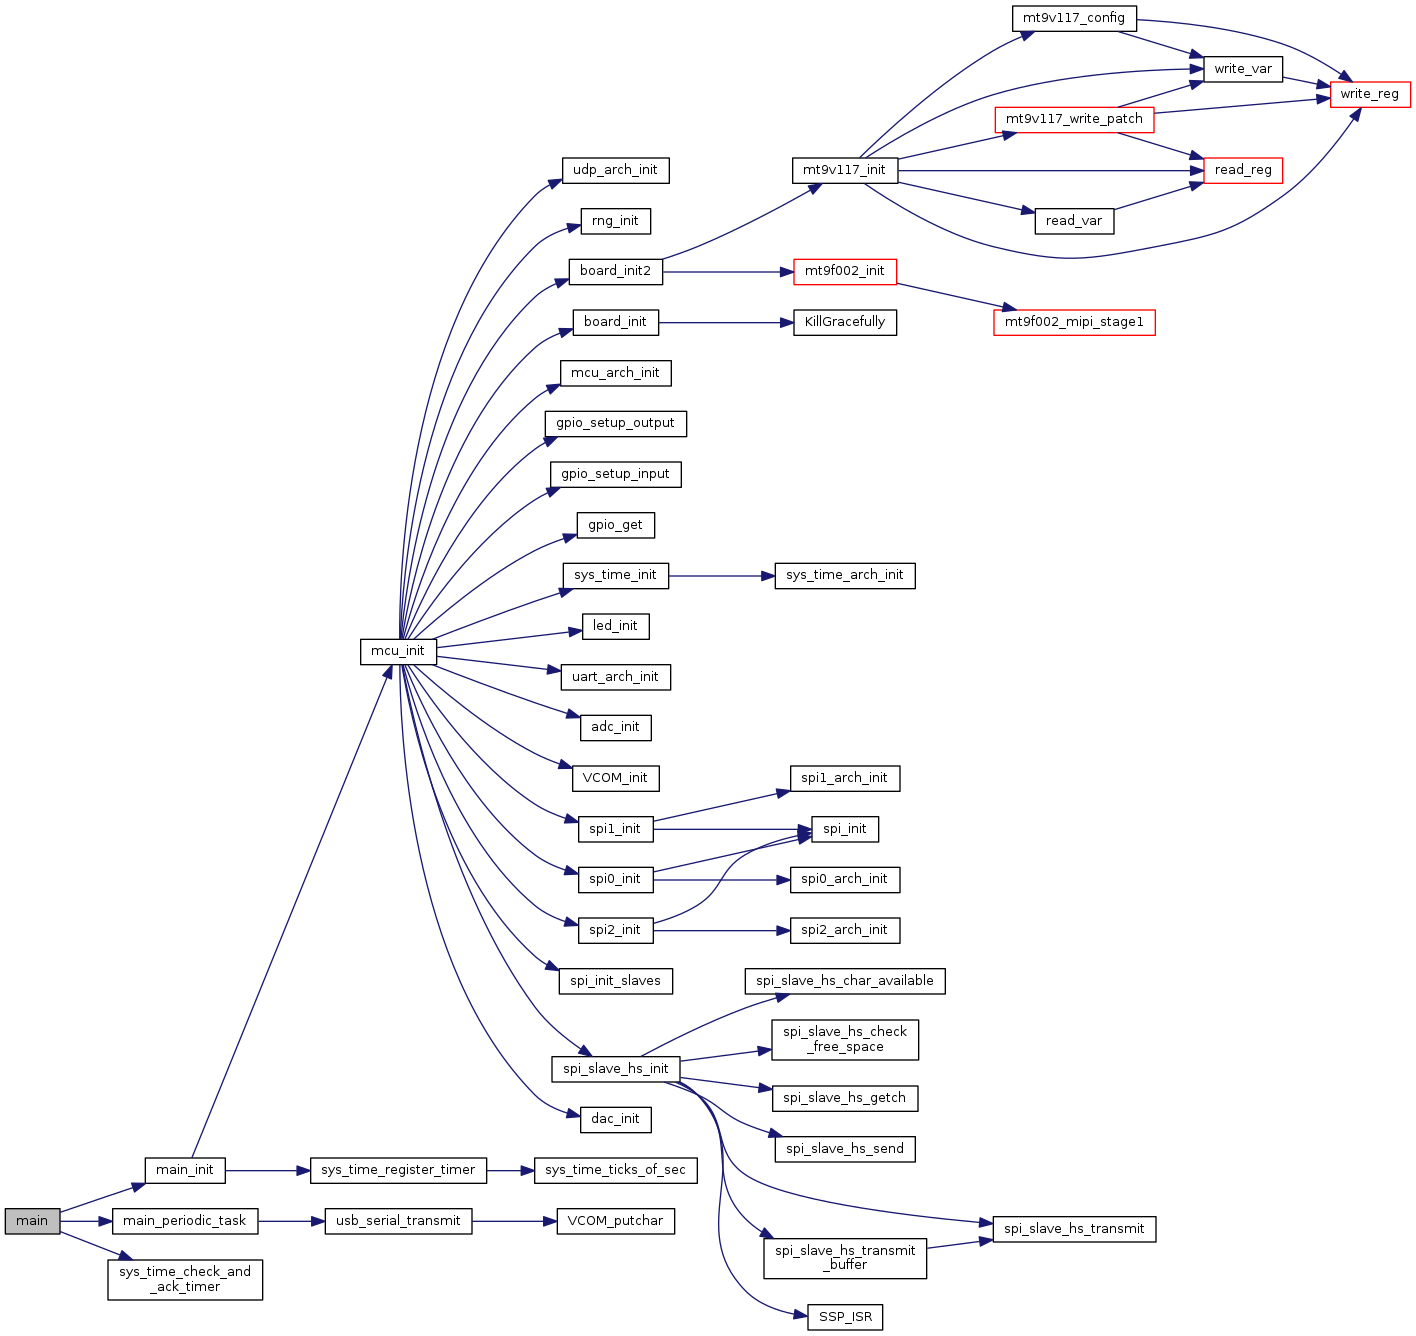 mt9v117_config
write_var
write_reg
mt9v117_write_patch
mt9v117_init
read_reg
udp_arch_init
read_var
rng_init
board_init2
mt9f002_init
mt9f002_mipi_stage1
board_init
KillGracefully
mcu_arch_init
gpio_setup_output
gpio_setup_input
gpio_get
sys_time_init
sys_time_arch_init
led_init
mcu_init
uart_arch_init
adc_init
VCOM_init
spi1_arch_init
spi1_init
spi_init
spi0_init
spi0_arch_init
spi2_init
spi2_arch_init
spi_init_slaves
spi_slave_hs_char_available
spi_slave_hs_check
_free_space
spi_slave_hs_init
spi_slave_hs_getch
dac_init
spi_slave_hs_send
main_init
sys_time_register_timer
sys_time_ticks_of_sec
main
main_periodic_task
usb_serial_transmit
VCOM_putchar
spi_slave_hs_transmit
spi_slave_hs_transmit
_buffer
sys_time_check_and
_ack_timer
SSP_ISR